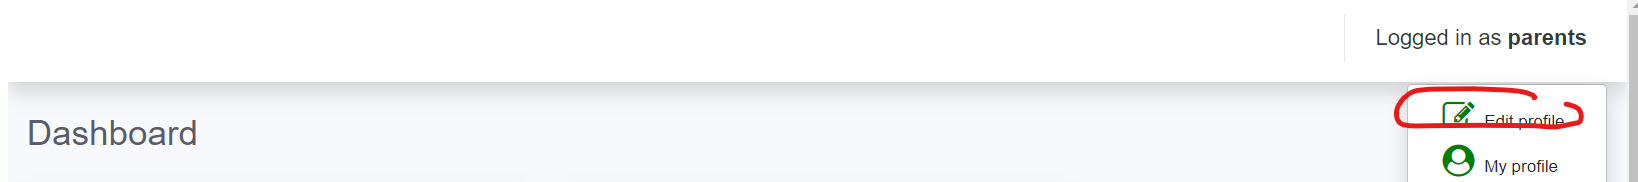 Logged in as parents
Dashboard
Edit profile
My profile